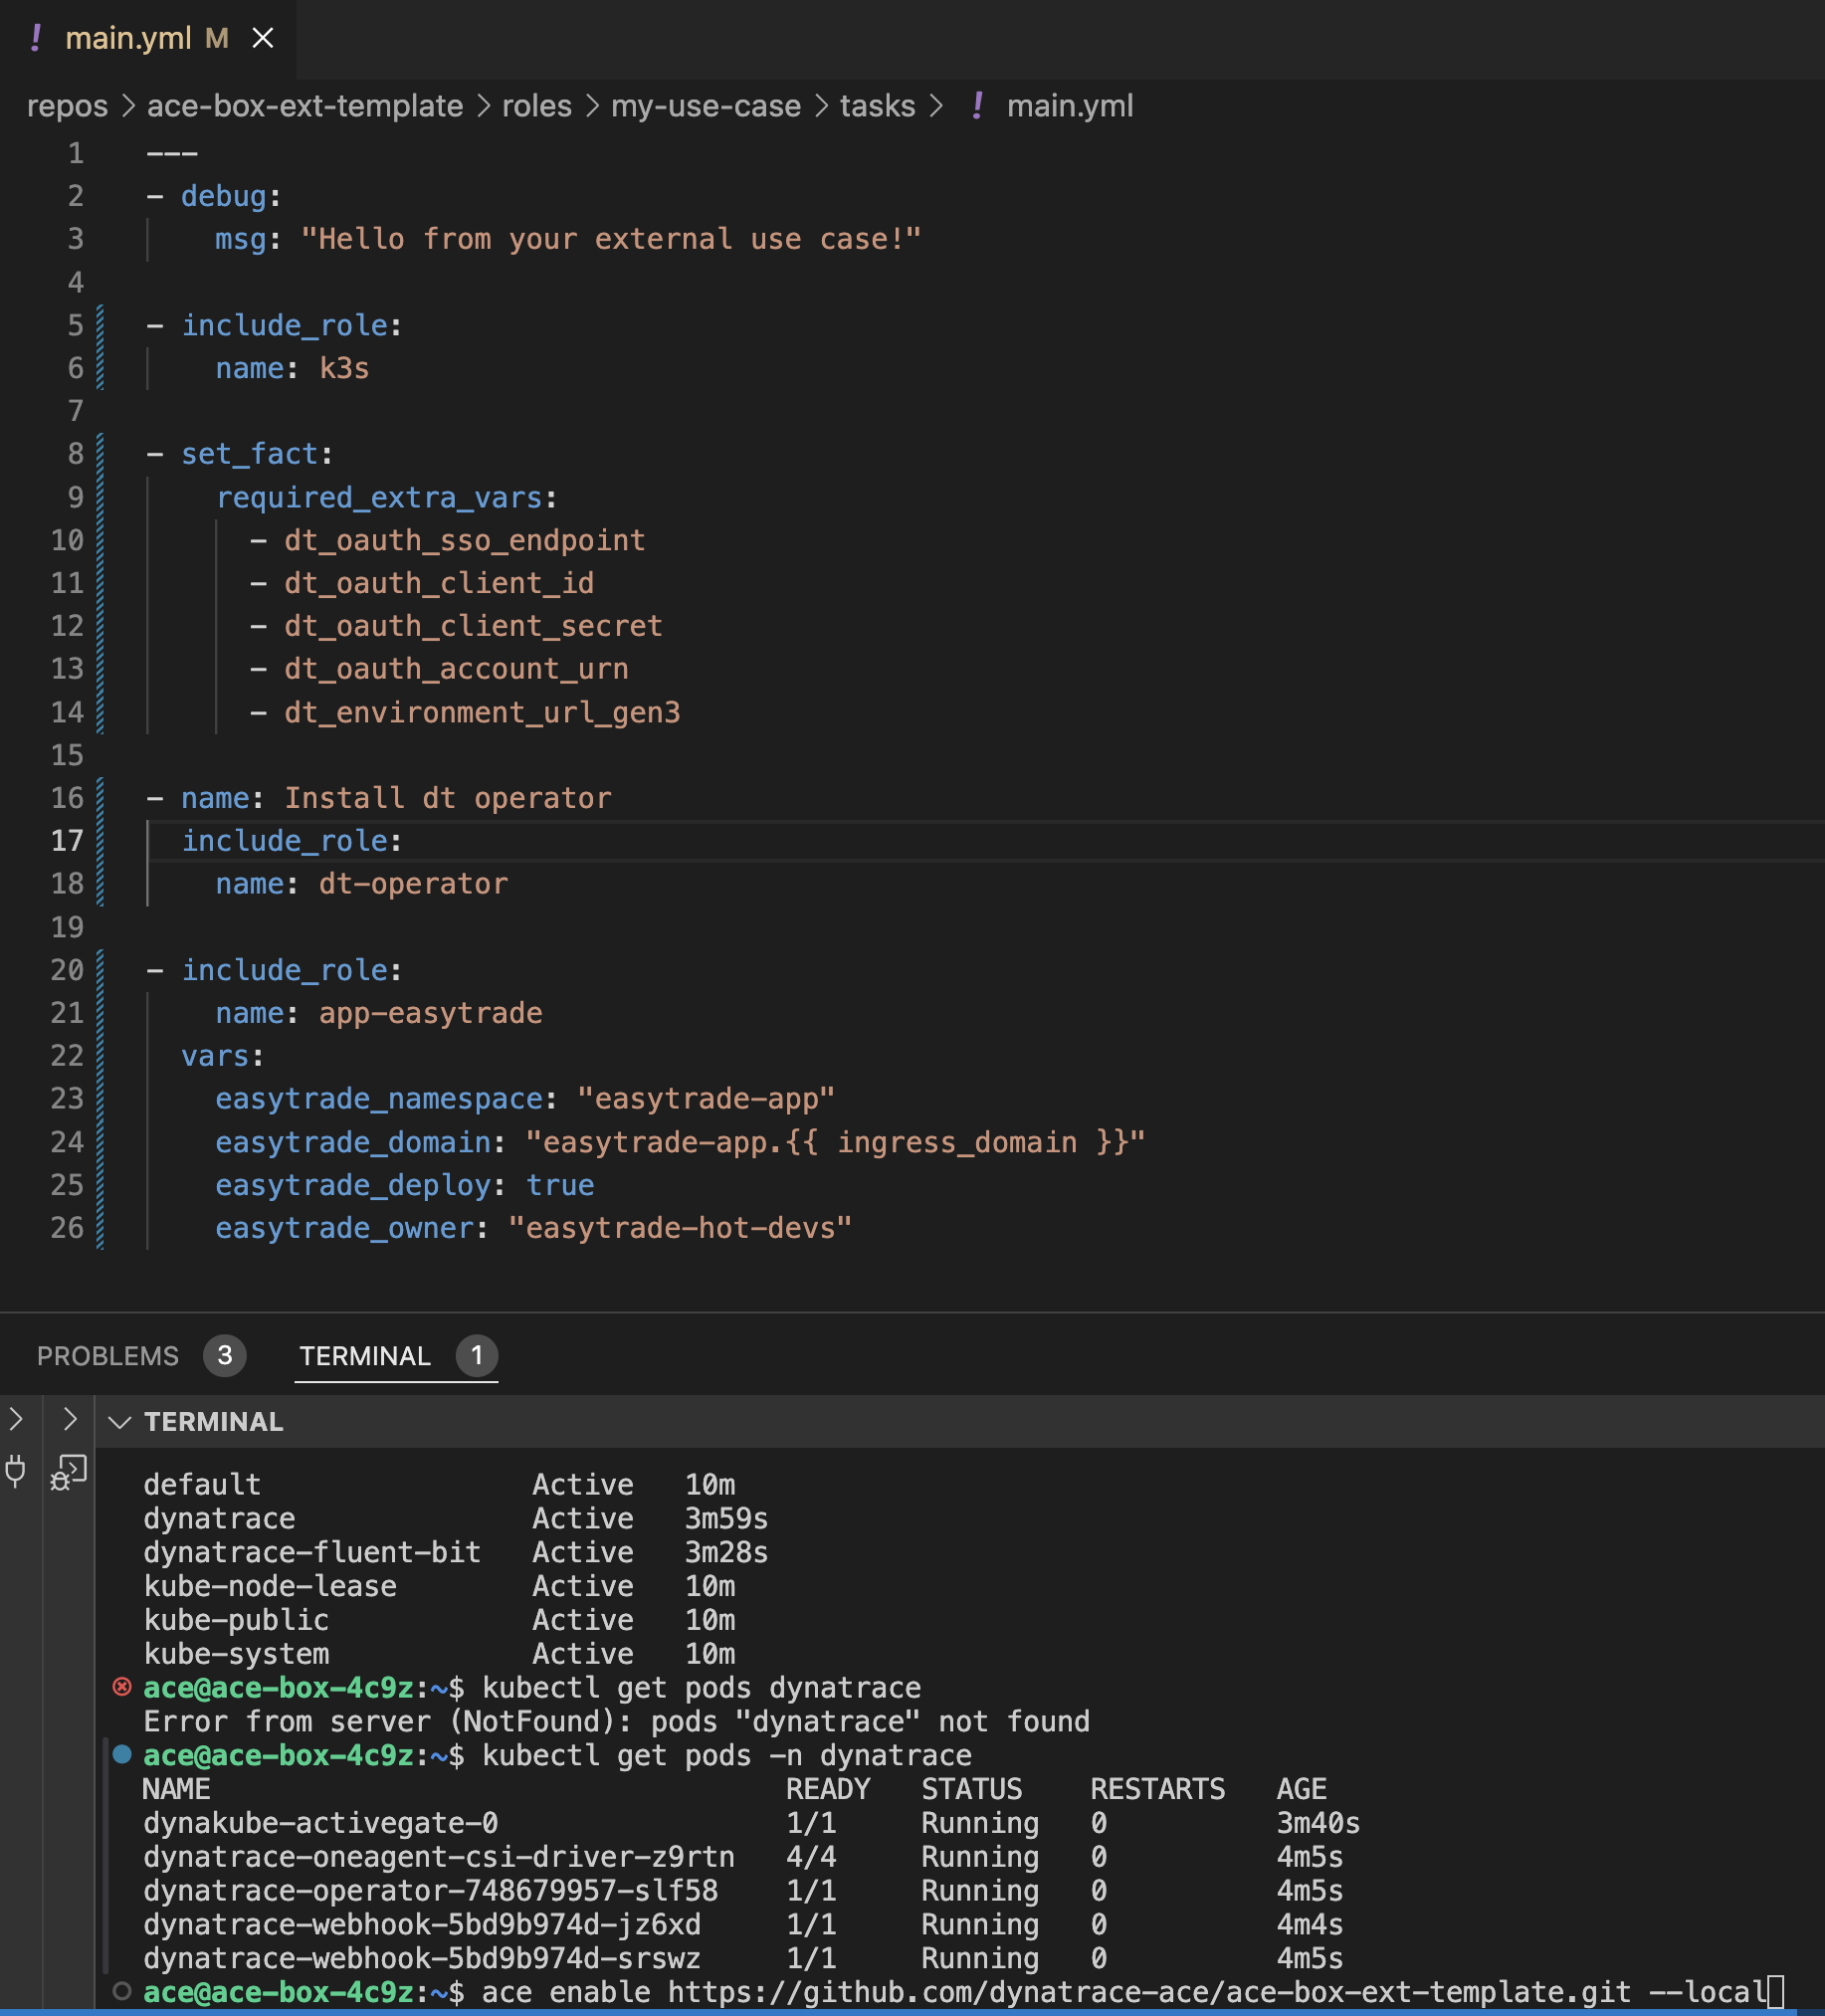 ! main.yml M ×
repos > ace-box-ext-template > roles > my-use-case > tasks > ! main.yml
1 ---
2 - debug:
3     msg: "Hello from your external use case!"
4
5 - include_role:
6     name: k3s
7
8 - set_fact:
9     required_extra_vars:
10       - dt_oauth_sso_endpoint
11       - dt_oauth_client_id
12       - dt_oauth_client_secret
13       - dt_oauth_account_urn
14       - dt_environment_url_gen3
15
16 - name: Install dt operator
17   include_role:
18     name: dt-operator
19
20 - include_role:
21     name: app-easytrade
22   vars:
23     easytrade_namespace: "easytrade-app"
24     easytrade_domain: "easytrade-app.{{ ingress_domain }}"
25     easytrade_deploy: true
26     easytrade_owner: "easytrade-hot-devs"
PROBLEMS 3 TERMINAL 1
TERMINAL
default Active 10m
dynatrace Active 3m59s
dynatrace-fluent-bit Active 3m28s
kube-node-lease Active 10m
kube-public Active 10m
kube-system Active 10m
ace@ace-box-4c9z:~$ kubectl get pods dynatrace
Error from server (NotFound): pods "dynatrace" not found
ace@ace-box-4c9z:~$ kubectl get pods -n dynatrace
NAME READY STATUS RESTARTS AGE
dynakube-activegate-0 1/1 Running 0 3m40s
dynatrace-oneagent-csi-driver-z9rtn 4/4 Running 0 4m5s
dynatrace-operator-748679957-slf58 1/1 Running 0 4m5s
dynatrace-webhook-5bd9b974d-jz6xd 1/1 Running 0 4m4s
dynatrace-webhook-5bd9b974d-srswz 1/1 Running 0 4m5s
ace@ace-box-4c9z:~$ ace enable https://github.com/dynatrace-ace/ace-box-ext-template.git --local